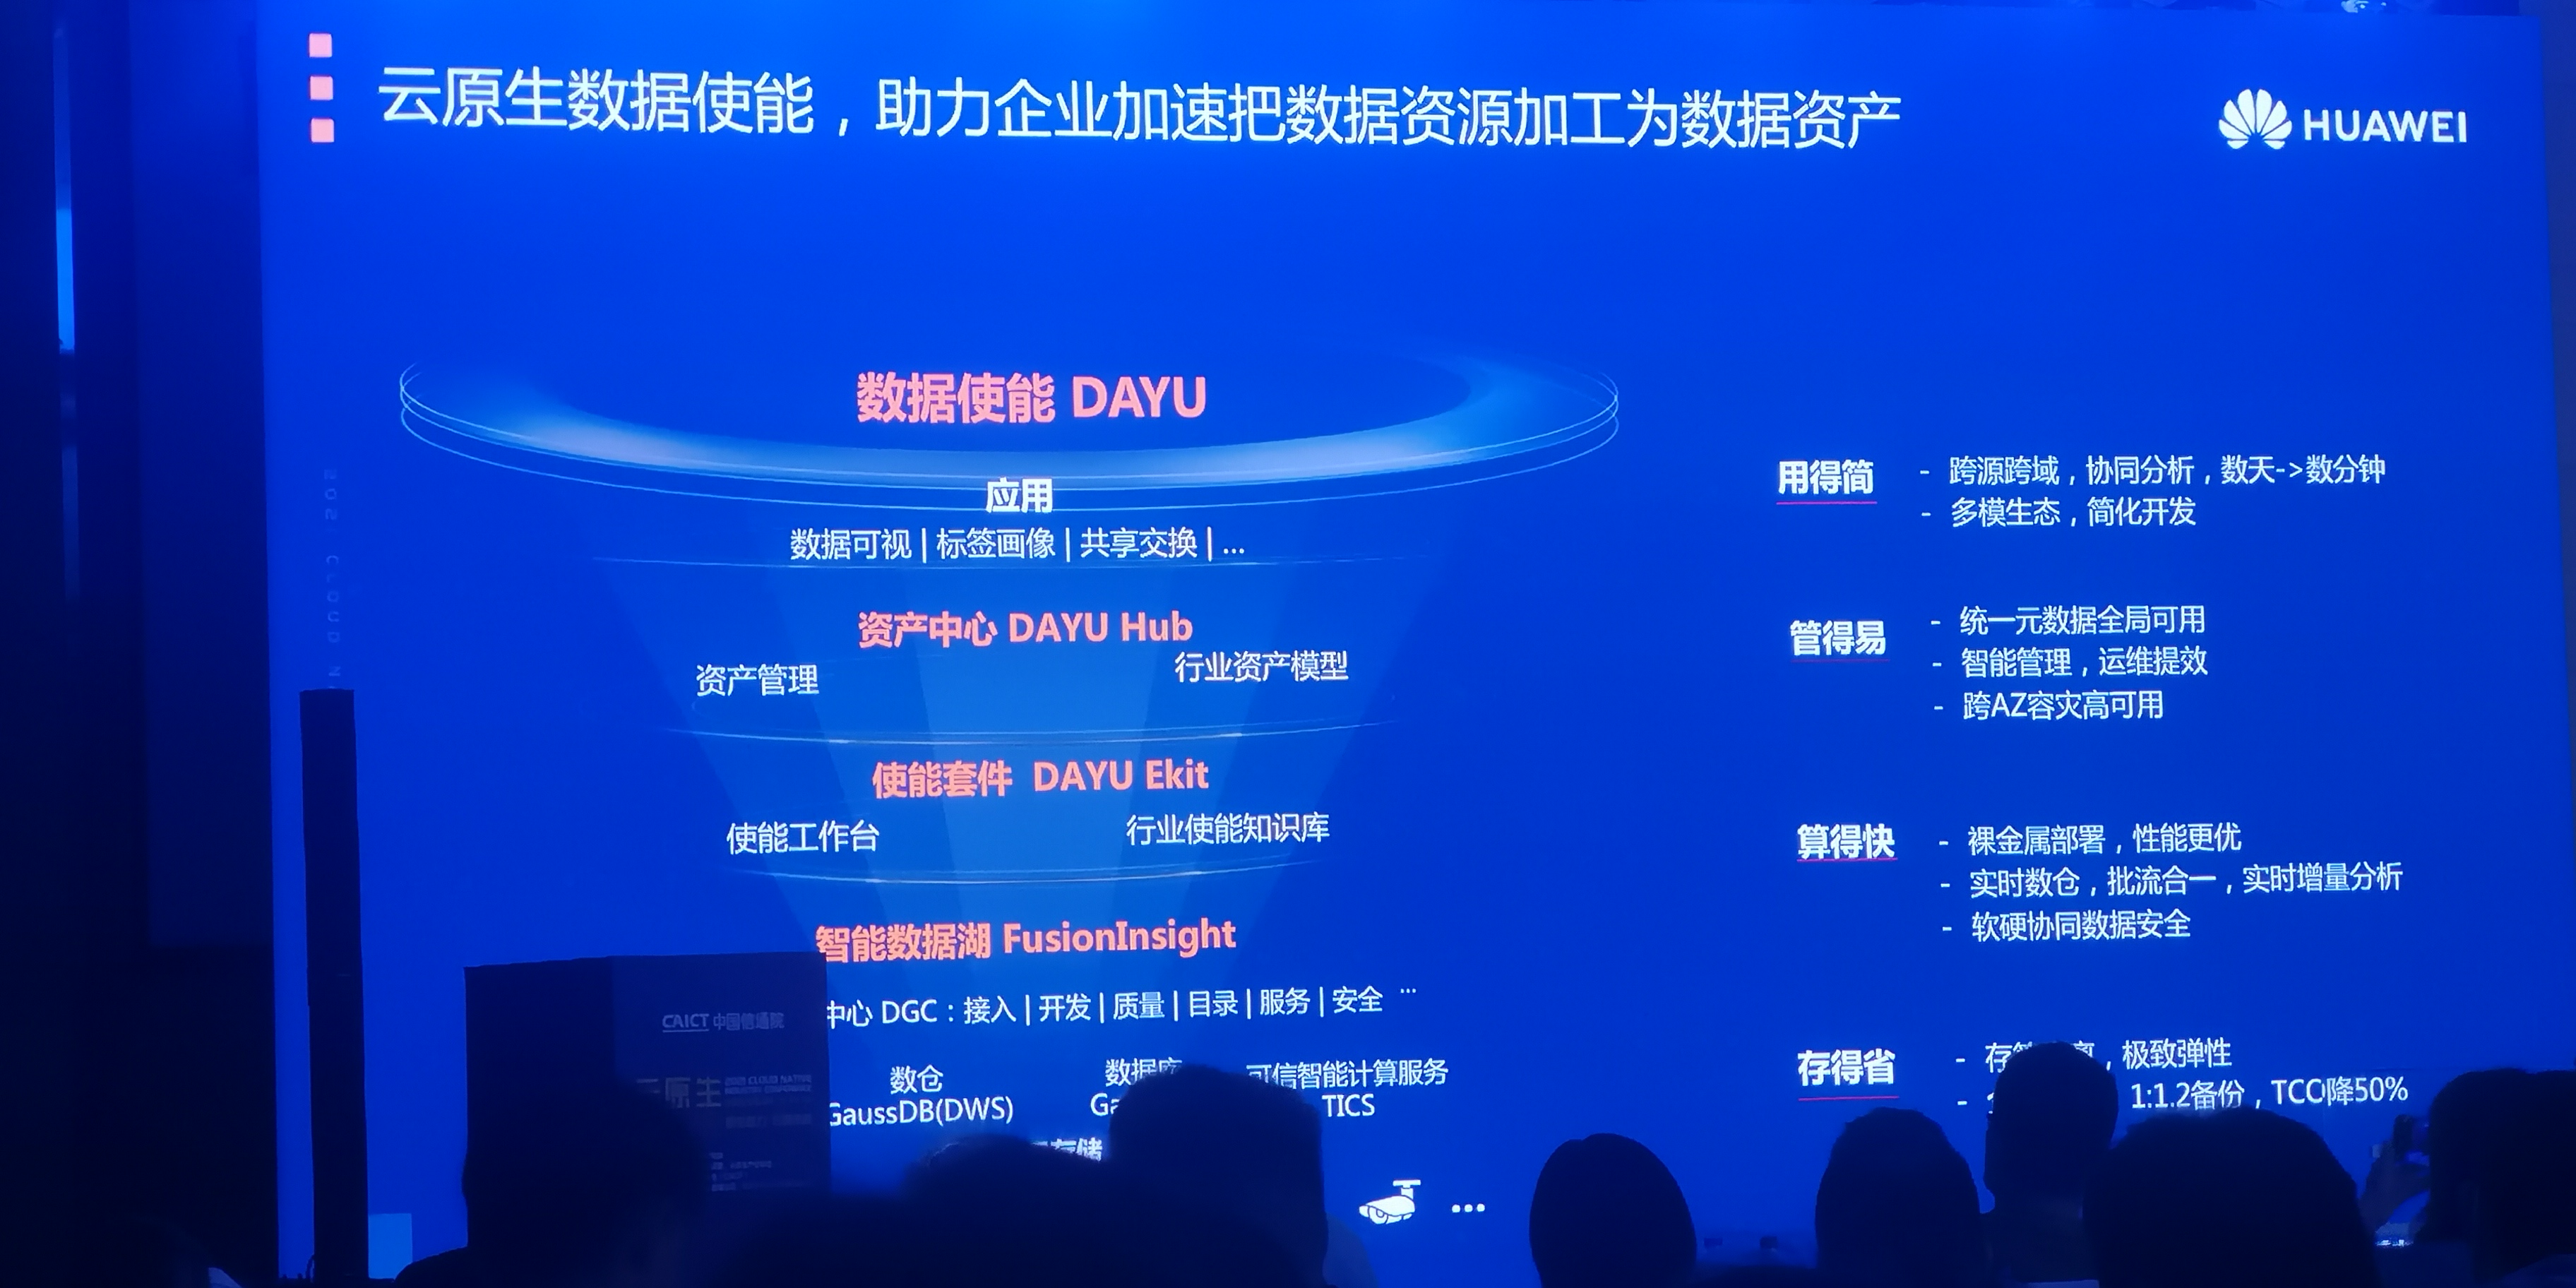 云原生数据使能，助力企业加速把数据资源加工为数据资产
HUAWEI
数据使能 DAYU
应用
数据可视 | 标签画像 | 共享交换 | ...
资产中心 DAYU Hub
资产管理 行业资产模型
使能套件 DAYU Ekit
使能工作台 行业使能知识库
智能数据湖 FusionInsight
中心 DGC：接入 | 开发 | 质量 | 目录 | 服务 | 安全 ...
数仓 数据 可信智能计算服务
GaussDB(DWS) TICS
存储
...
用得简
- 跨源跨域，协同分析，数天->数分钟
- 多模生态，简化开发
管得易
- 统一元数据全局可用
- 智能管理，运维提效
- 跨AZ容灾高可用
算得快
- 裸金属部署，性能更优
- 实时数仓，批流合一，实时增量分析
- 软硬协同数据安全
存得省
- 存 ，极致弹性
- 1:1.2备份，TCO降50%
2021 CLOUD N
CAICT 中国信通院
原生